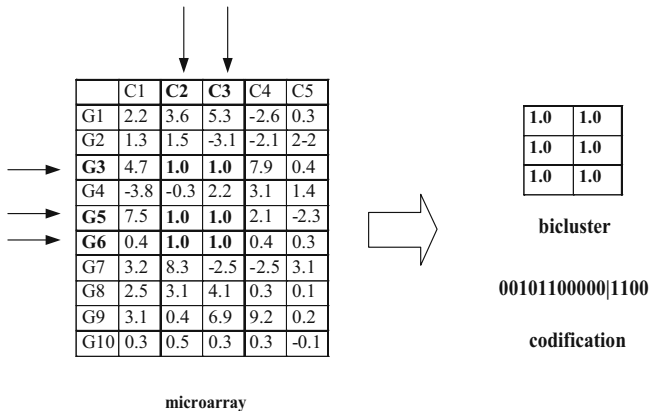 C1 C2 C3 C4 C5
G1 2.2 3.6 5.3 -2.6 0.3
G2 1.3 1.5 -3.1 -2.1 2-2
G3 4.7 1.0 1.0 7.9 0.4
G4 -3.8 -0.3 2.2 3.1 1.4
G5 7.5 1.0 1.0 2.1 -2.3
G6 0.4 1.0 1.0 0.4 0.3
G7 3.2 8.3 -2.5 -2.5 3.1
G8 2.5 3.1 4.1 0.3 0.1
G9 3.1 0.4 6.9 9.2 0.2
G10 0.3 0.5 0.3 0.3 -0.1
microarray
1.0 1.0
1.0 1.0
1.0 1.0
bicluster
00101100000|1100
codification